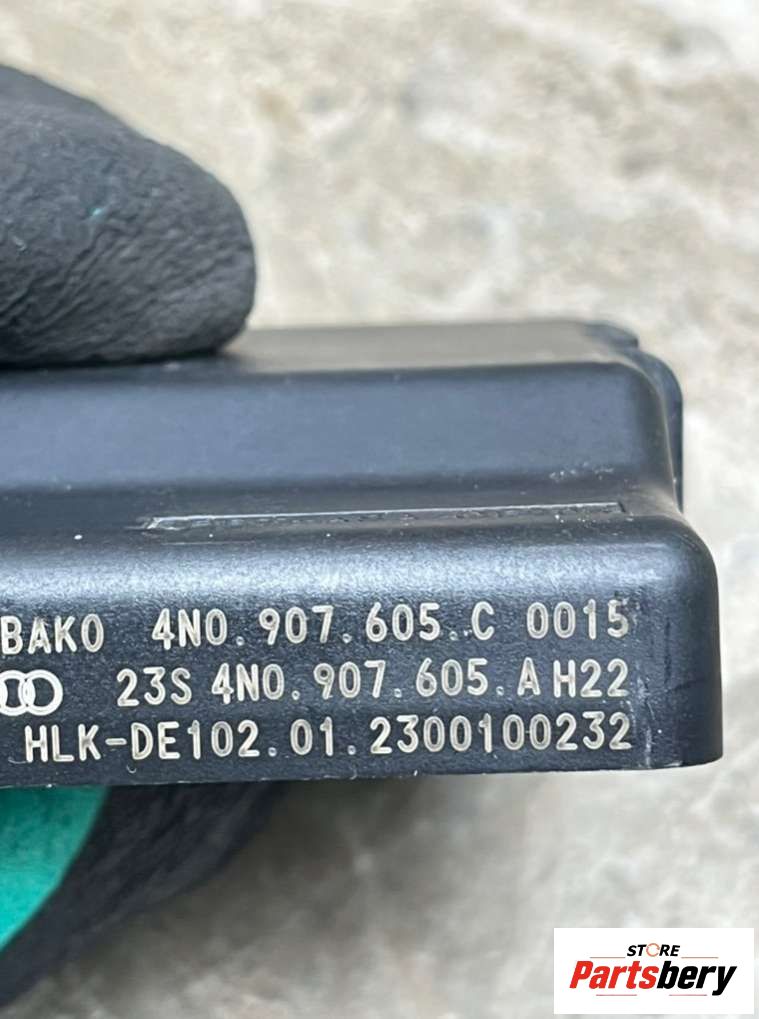 BAKO 4N0.907.605.C 0015
23S 4N0.907.605.A H22
HLK-DE102.01.2300100232
STORE
Partsbery